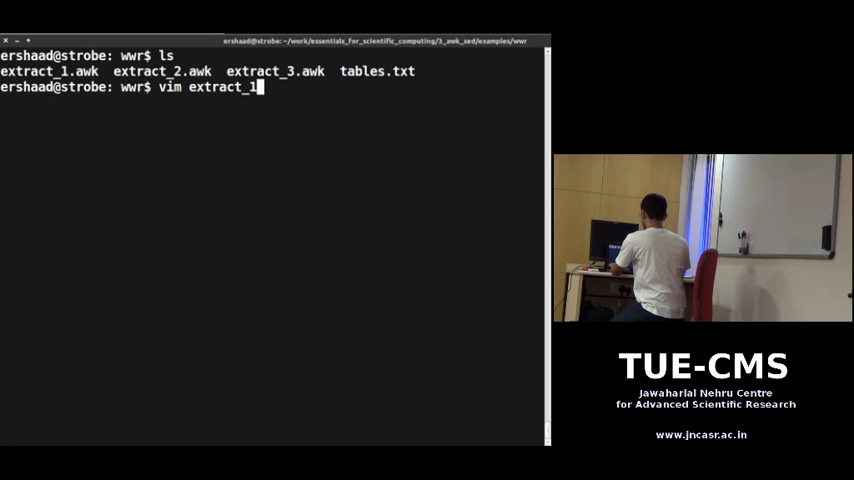 ershaad@strobe: ~/work/essentials_for_scientific_computing/3_awk_sed/examples/wwr
ershaad@strobe: wwr$ ls
extract_1.awk extract_2.awk extract_3.awk tables.txt
ershaad@strobe: wwr$ vim extract_1
TUE-CMS
Jawaharlal Nehru Centre
for Advanced Scientific Research
www.jncasr.ac.in